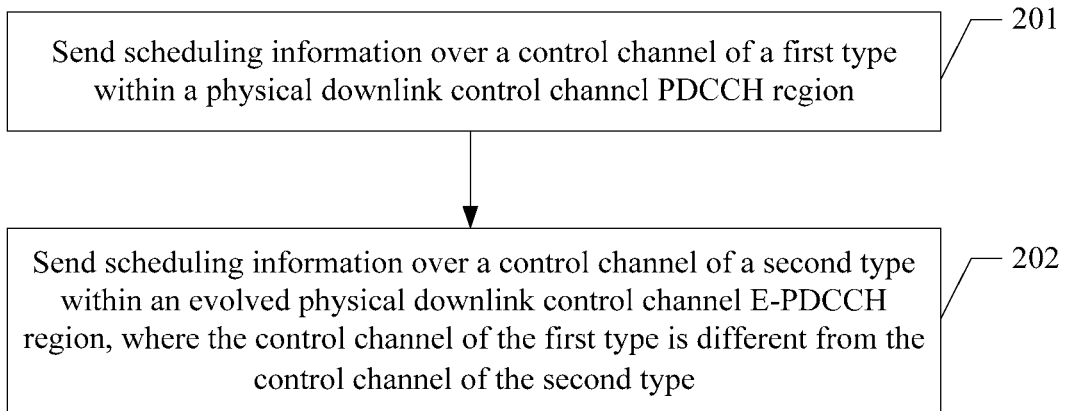 Send scheduling information over a control channel of a first type
within a physical downlink control channel PDCCH region
201
Send scheduling information over a control channel of a second type
within an evolved physical downlink control channel E-PDCCH
region, where the control channel of the first type is different from the
control channel of the second type
202